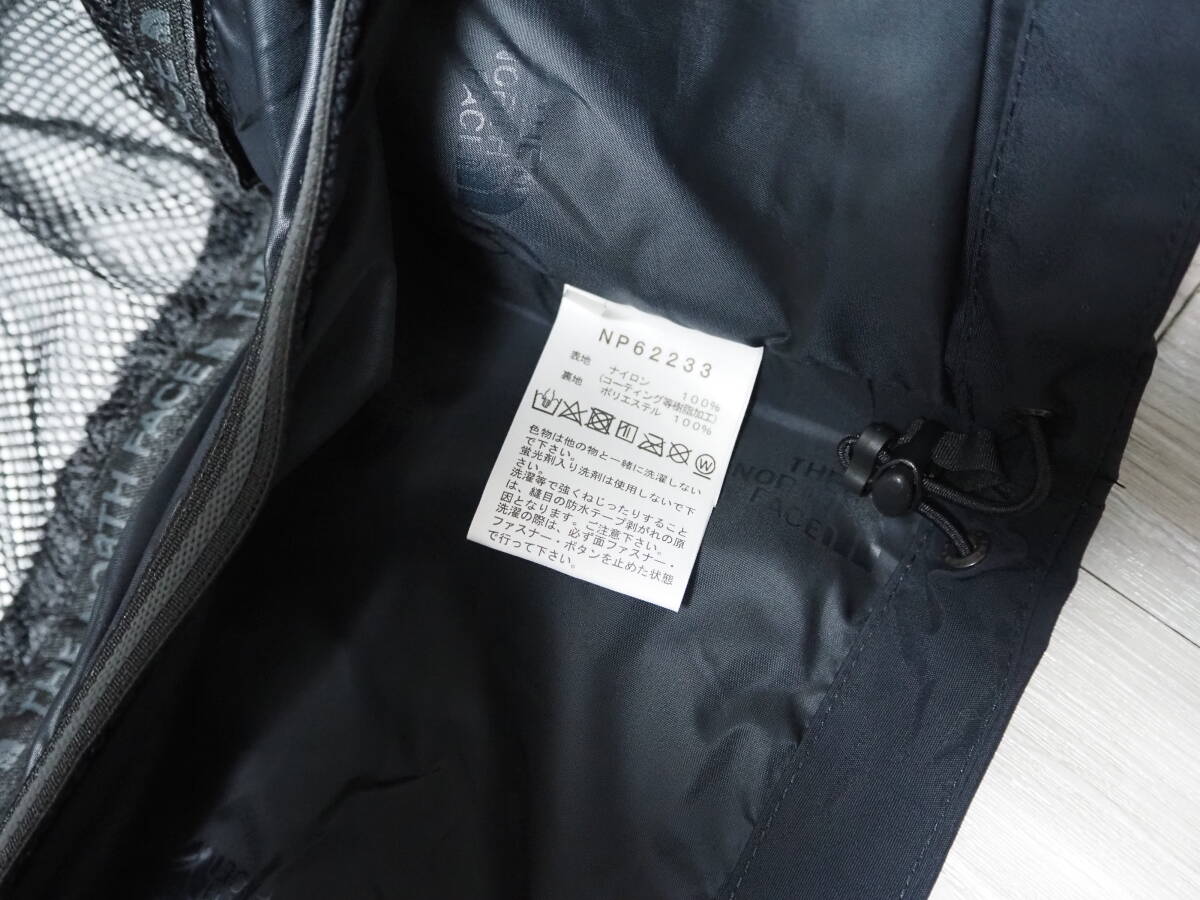 NP62233
表地 ナイロン 100%
(コーティング等樹脂加工)
裏地 ポリエステル 100%
W
色物は他の物と一緒に洗濯しない
で下さい。
蛍光剤入り洗剤は使用しないで下
さい。
洗濯等で強くねじったりすること
は、縫目の防水テープ剥がれの原
因となります。ご注意下さい。
洗濯の際は、必ず面ファスナー・
ファスナー・ボタンを止めた状態
で行って下さい。
THE
NORTH
FACE
THE
NORTH
FACE
THE NORTH FACE